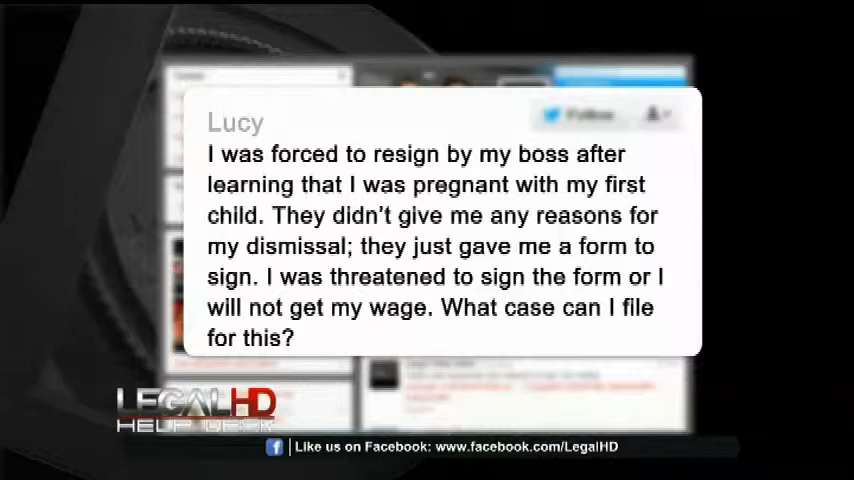 Lucy
Follow
I was forced to resign by my boss after
learning that I was pregnant with my first
child. They didn't give me any reasons for
my dismissal; they just gave me a form to
sign. I was threatened to sign the form or I
will not get my wage. What case can I file
for this?
LEGALHD
HELP DESK
Like us on Facebook: www.facebook.com/LegalHD